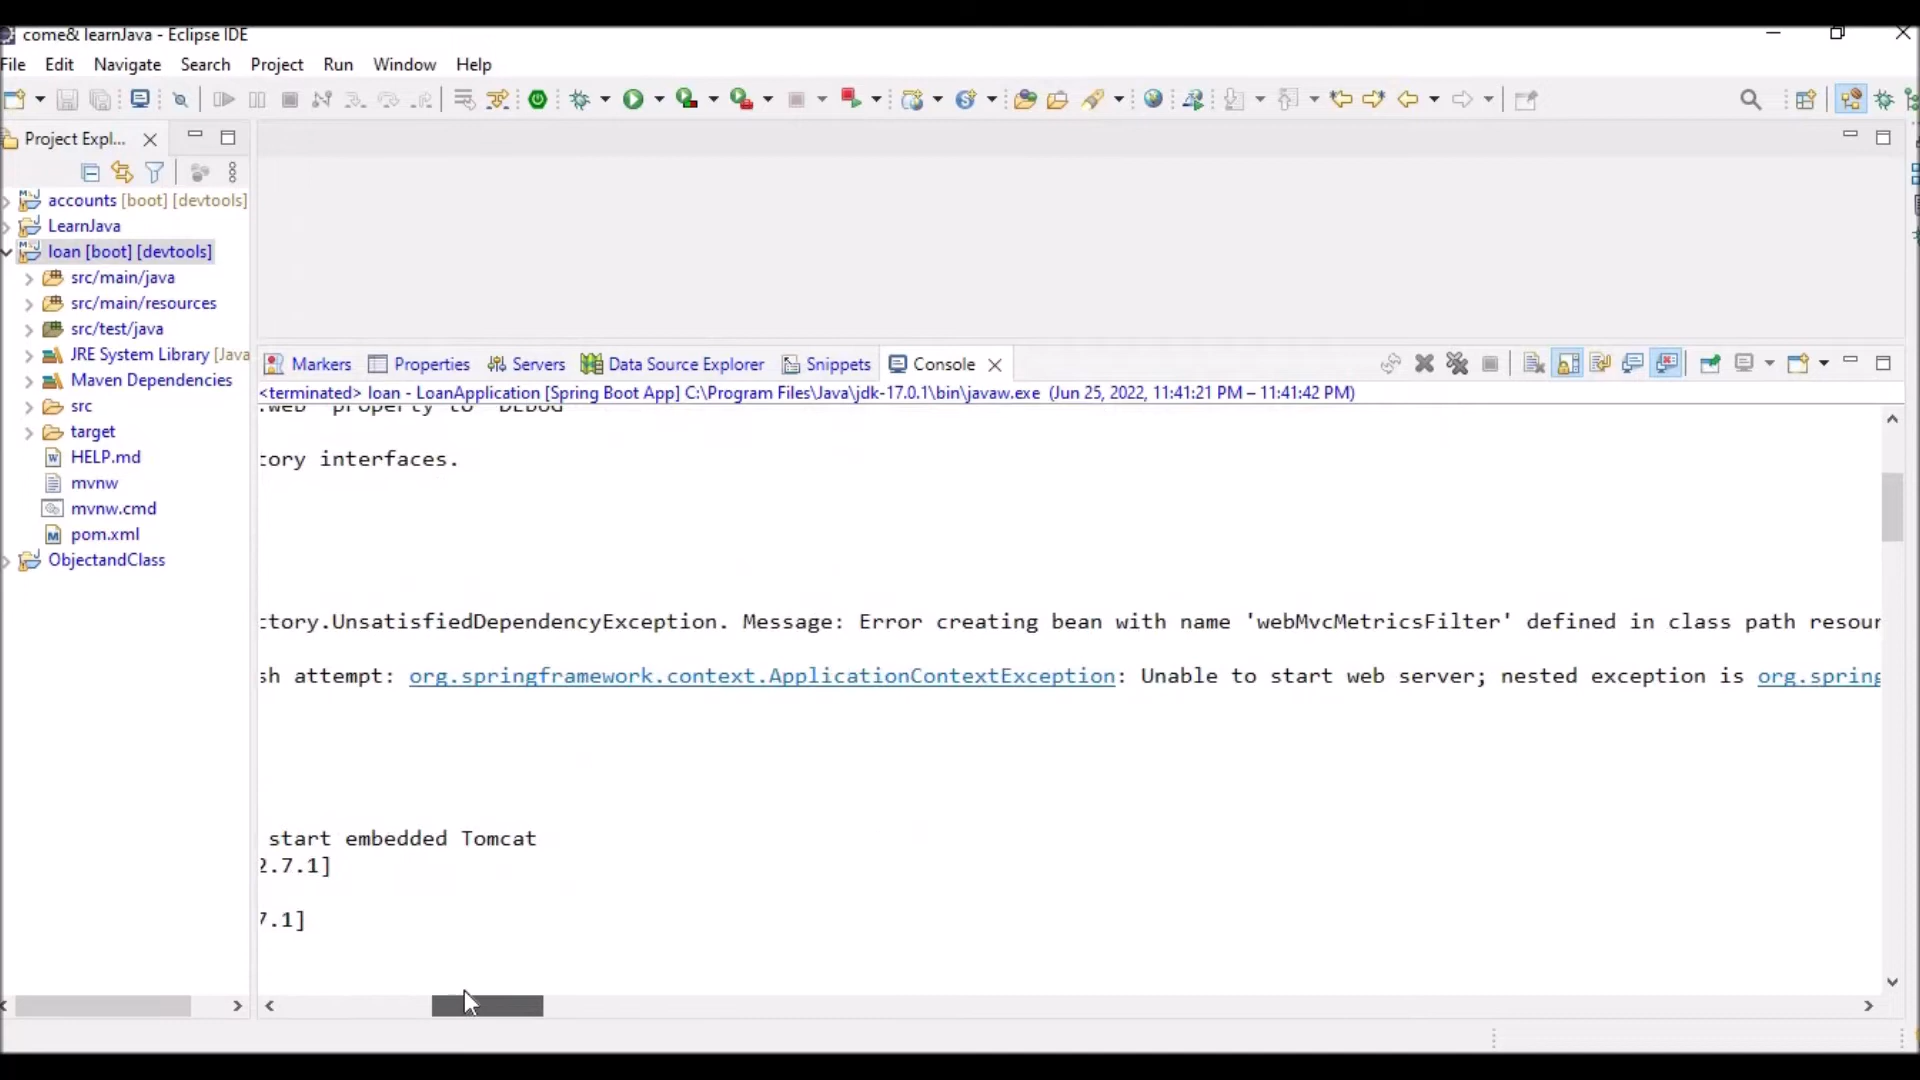 come& learnJava - Eclipse IDE
File Edit Navigate Search Project Run Window Help
Project Expl...
accounts [boot] [devtools]
LearnJava
loan [boot] [devtools]
src/main/java
src/main/resources
src/test/java
JRE System Library [Java
Maven Dependencies
src
target
HELP.md
mvnw
mvnw.cmd
pom.xml
ObjectandClass
Markers Properties Servers Data Source Explorer Snippets Console
<terminated> loan - LoanApplication [Spring Boot App] C:\Program Files\Java\jdk-17.0.1\bin\javaw.exe (Jun 25, 2022, 11:41:21 PM – 11:41:42 PM)
.web' property to 'DEBUG'
tory interfaces.
ctory.UnsatisfiedDependencyException. Message: Error creating bean with name 'webMvcMetricsFilter' defined in class path resour
sh attempt: org.springframework.context.ApplicationContextException: Unable to start web server; nested exception is org.spring
start embedded Tomcat
2.7.1]
7.1]